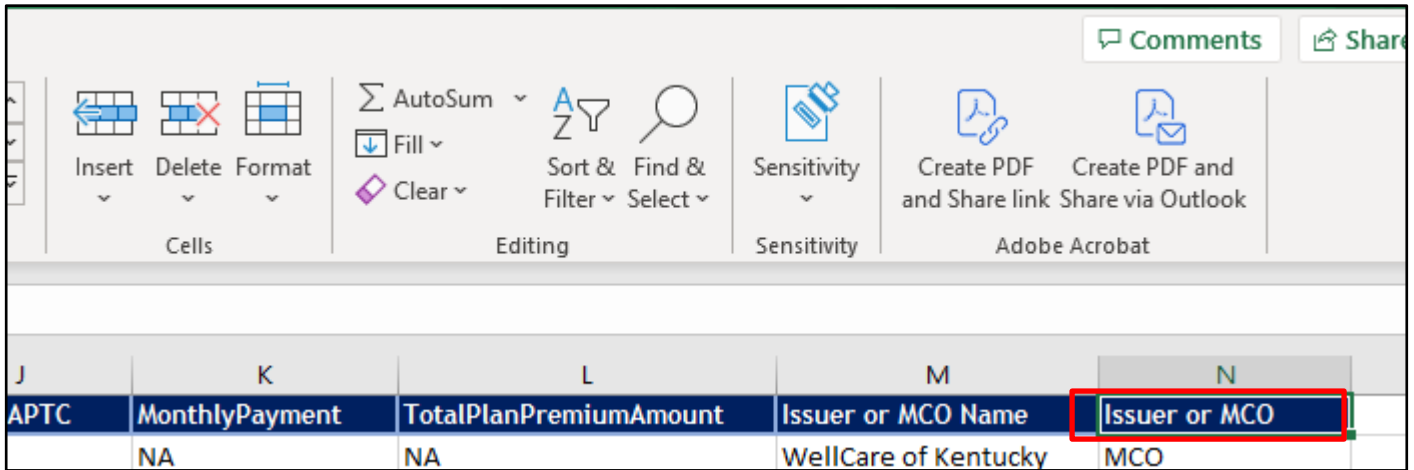 Comments Share
AutoSum
Fill
Clear
Insert Delete Format
Sort & Filter
Find & Select
Sensitivity
Create PDF and Share link
Create PDF and Share via Outlook
Cells Editing Sensitivity Adobe Acrobat
J K L M N
APTC MonthlyPayment TotalPlanPremiumAmount Issuer or MCO Name Issuer or MCO
NA NA WellCare of Kentucky MCO